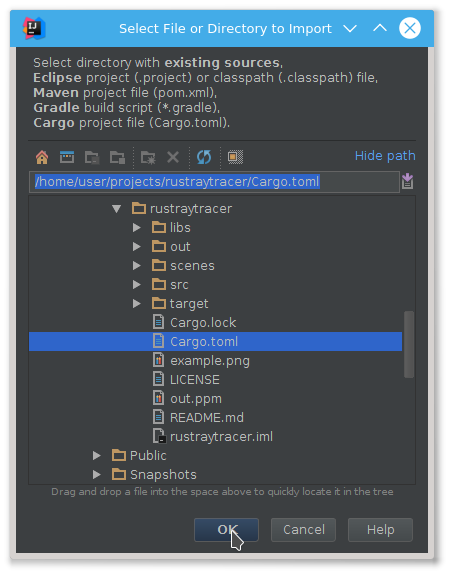 Select File or Directory to Import
Select directory with existing sources,
Eclipse project (.project) or classpath (.classpath) file,
Maven project file (pom.xml),
Gradle build script (*.gradle),
Cargo project file (Cargo.toml).
Hide path
/home/user/projects/rustraytracer/Cargo.toml
rustraytracer
libs
out
scenes
src
target
Cargo.lock
Cargo.toml
example.png
LICENSE
out.ppm
README.md
rustraytracer.iml
Public
Snapshots
Drag and drop a file into the space above to quickly locate it in the tree
OK Cancel Help